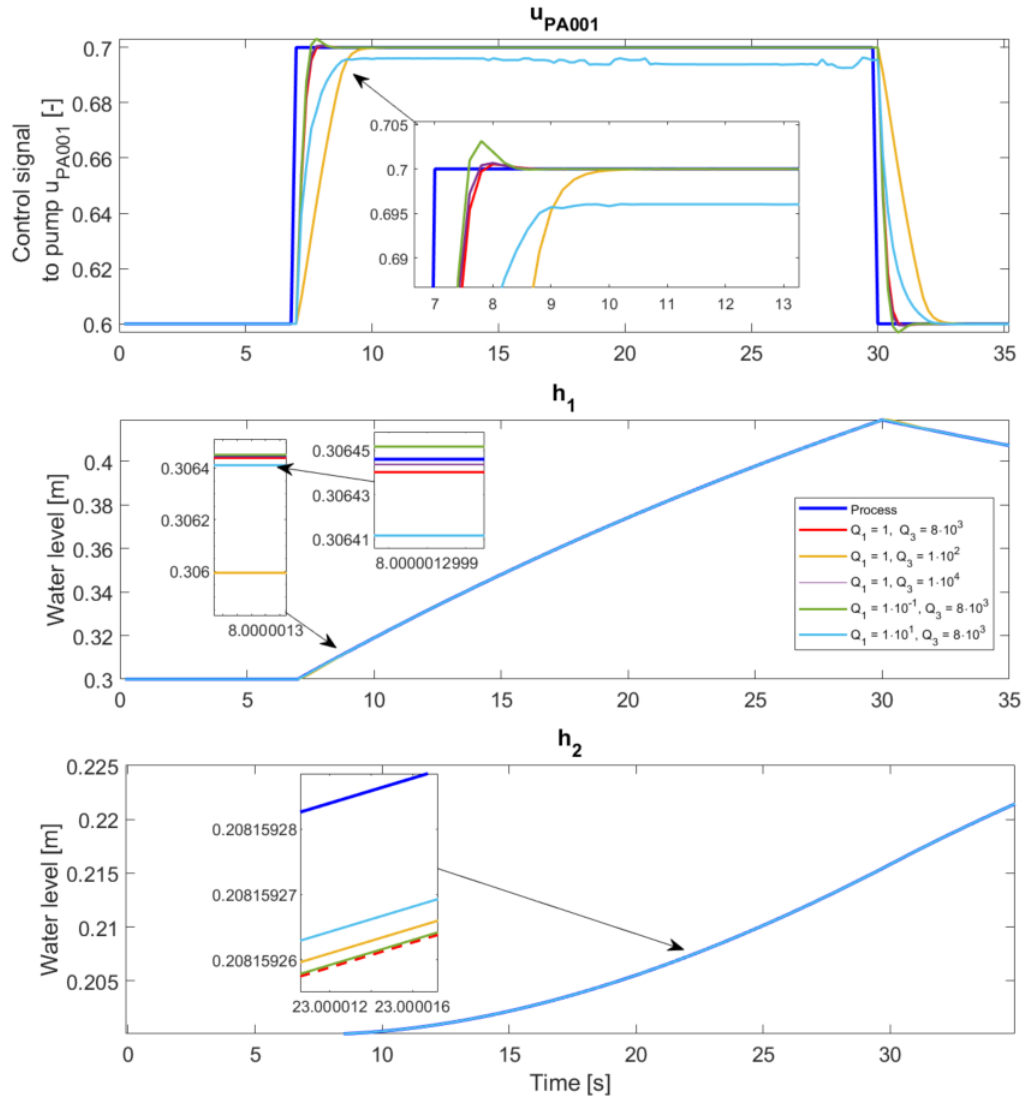 u_PA001
Control signal
to pump u_PA001 [-]
0.7
0.68
0.66
0.64
0.62
0.6
0.705
0.7
0.695
0.69
7 8 9 10 11 12 13
0 5 10 15 20 25 30 35
h_1
Water level [m]
0.4
0.38
0.36
0.34
0.32
0.3
0.3064
0.3062
0.306
8.0000013
0.30645
0.30643
0.30641
8.0000012999
Process
Q_1 = 1, Q_3 = 8·10^3
Q_1 = 1, Q_3 = 1·10^2
Q_1 = 1, Q_3 = 1·10^4
Q_1 = 1·10^-1, Q_3 = 8·10^3
Q_1 = 1·10^1, Q_3 = 8·10^3
0 5 10 15 20 25 30 35
h_2
Water level [m]
0.225
0.22
0.215
0.21
0.205
0.20815928
0.20815927
0.20815926
23.000012 23.000016
0 5 10 15 20 25 30
Time [s]